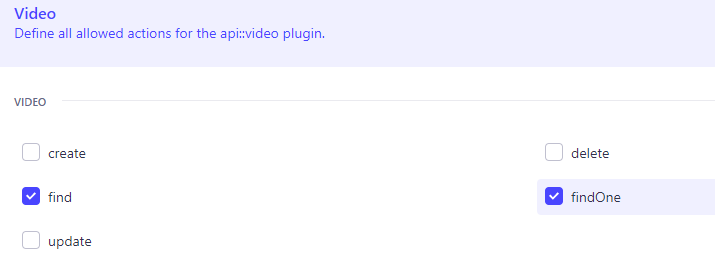 Video
Define all allowed actions for the api::video plugin.
VIDEO
create
delete
find
findOne
update